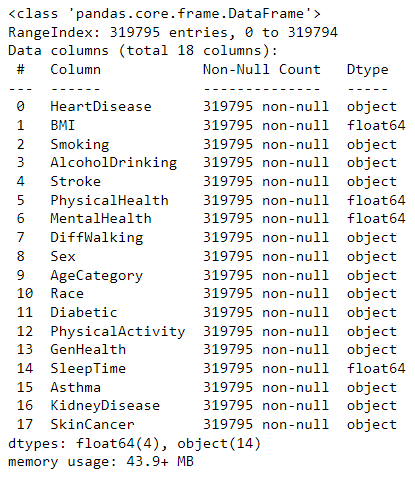 <class 'pandas.core.frame.DataFrame'>
RangeIndex: 319795 entries, 0 to 319794
Data columns (total 18 columns):
 #   Column            Non-Null Count   Dtype
---  ------            --------------   -----
 0   HeartDisease      319795 non-null  object
 1   BMI               319795 non-null  float64
 2   Smoking           319795 non-null  object
 3   AlcoholDrinking   319795 non-null  object
 4   Stroke            319795 non-null  object
 5   PhysicalHealth    319795 non-null  float64
 6   MentalHealth      319795 non-null  float64
 7   DiffWalking       319795 non-null  object
 8   Sex               319795 non-null  object
 9   AgeCategory       319795 non-null  object
 10  Race              319795 non-null  object
 11  Diabetic          319795 non-null  object
 12  PhysicalActivity  319795 non-null  object
 13  GenHealth         319795 non-null  object
 14  SleepTime         319795 non-null  float64
 15  Asthma            319795 non-null  object
 16  KidneyDisease     319795 non-null  object
 17  SkinCancer        319795 non-null  object
dtypes: float64(4), object(14)
memory usage: 43.9+ MB